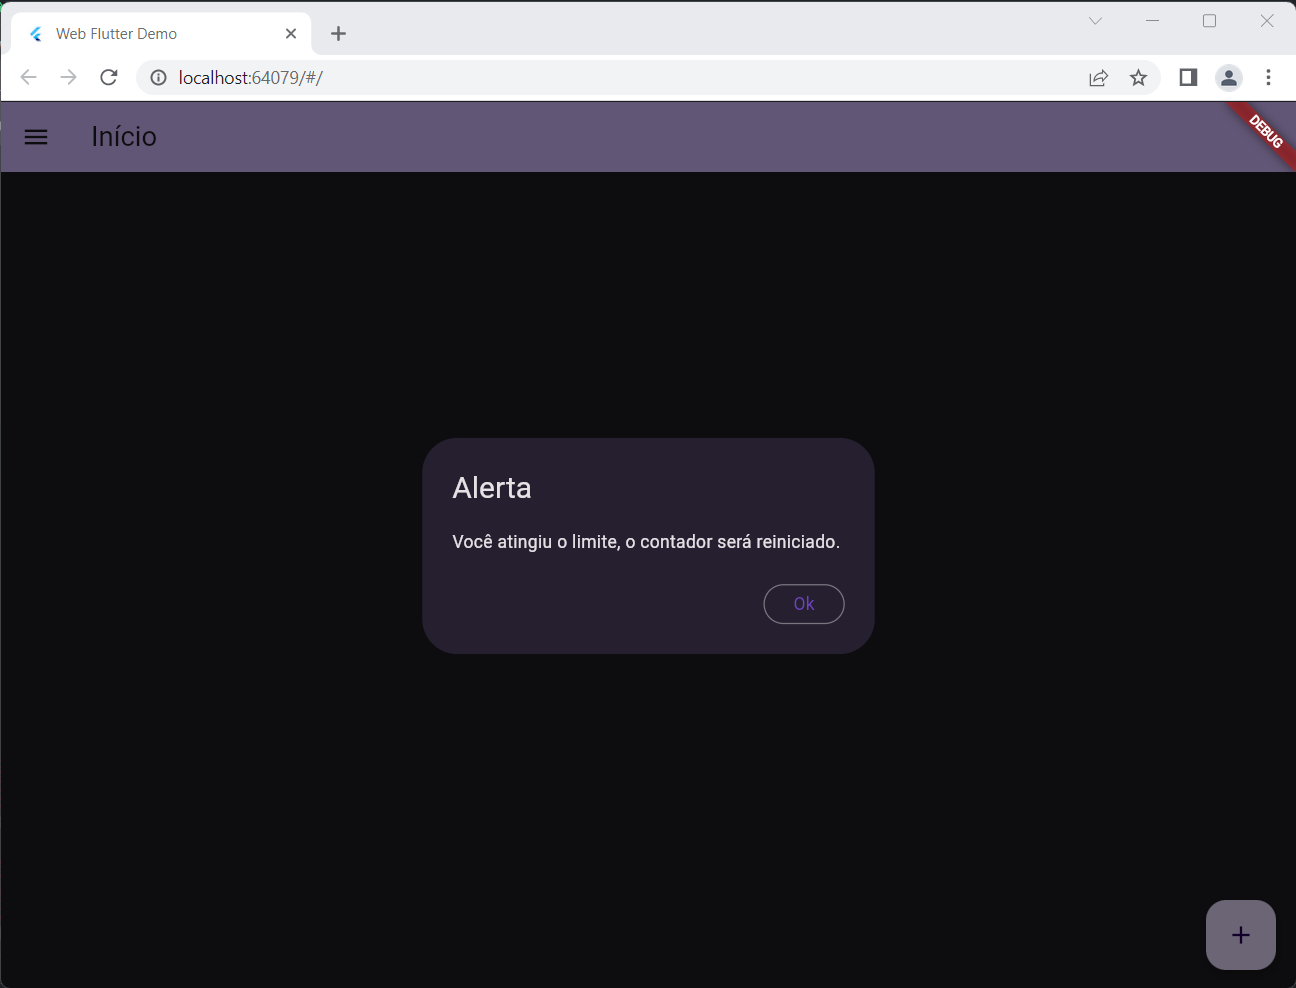 Web Flutter Demo
localhost:64079/#/
Início
DEBUG
Alerta
Você atingiu o limite, o contador será reiniciado.
Ok